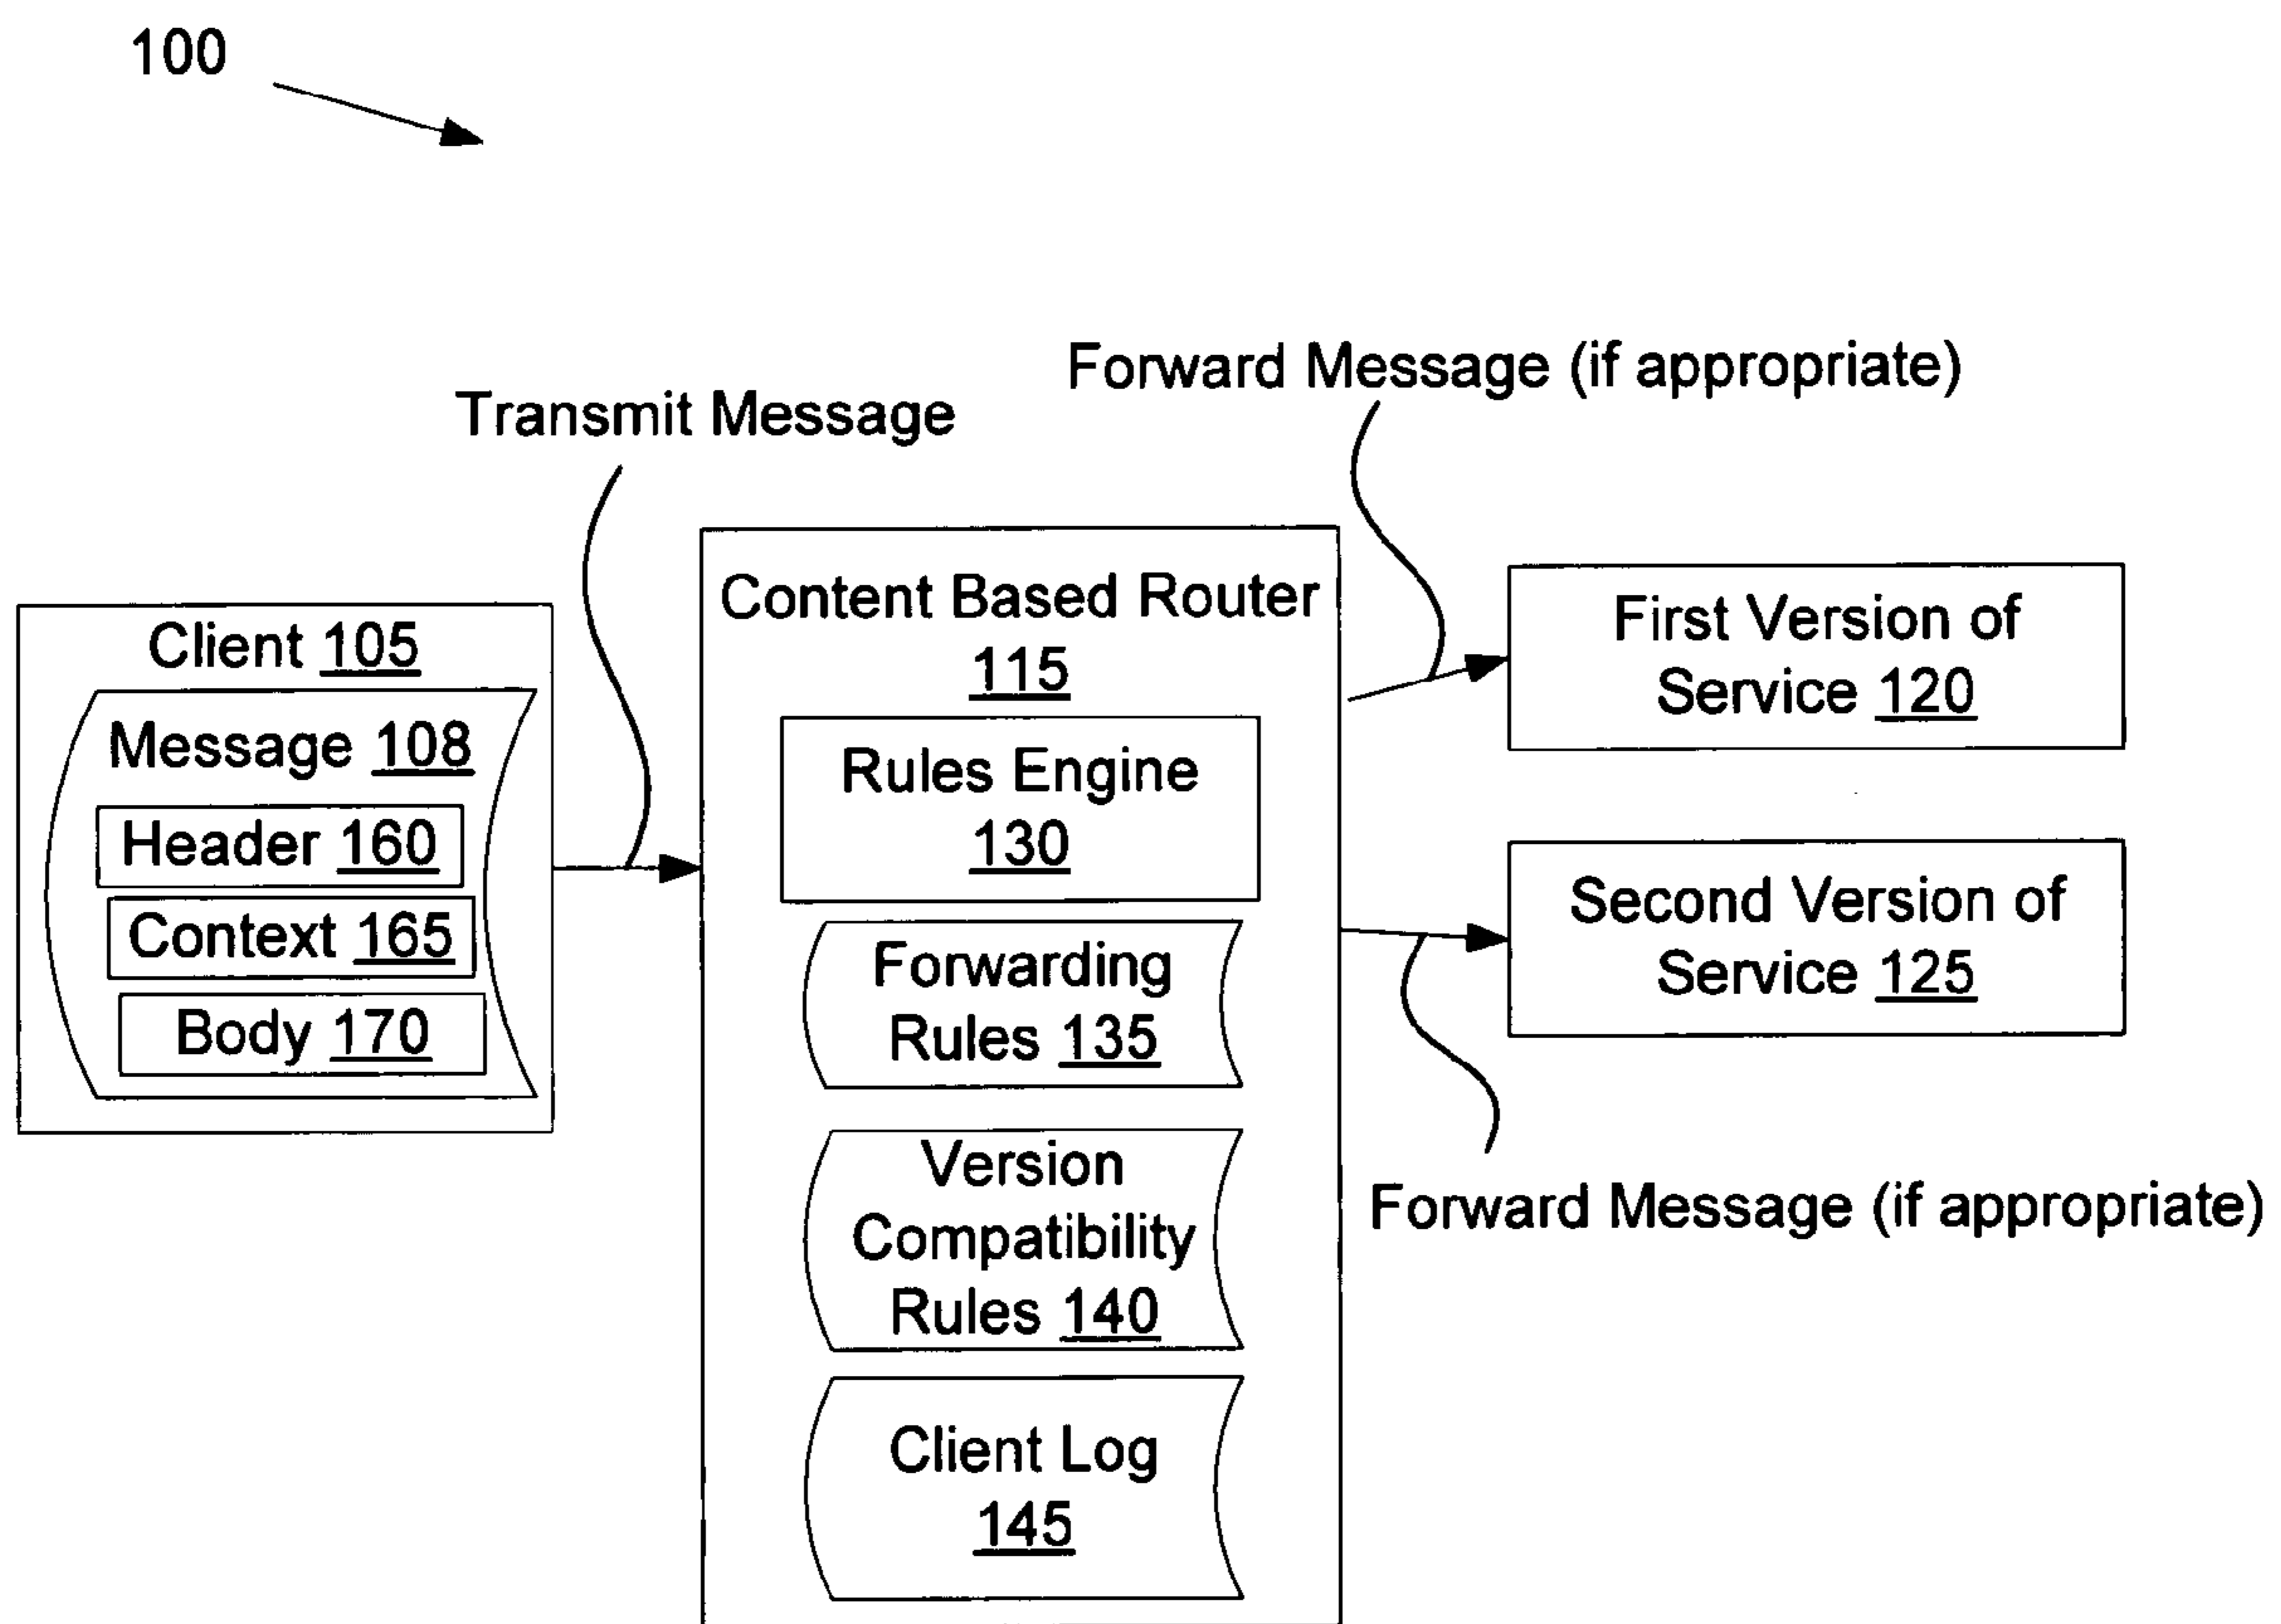 100
Forward Message (if appropriate)
Transmit Message
Client 105
Message 108
Header 160
Context 165
Body 170
Content Based Router
115
Rules Engine
130
Forwarding
Rules 135
Version
Compatibility
Rules 140
Client Log
145
First Version of
Service 120
Second Version of
Service 125
Forward Message (if appropriate)